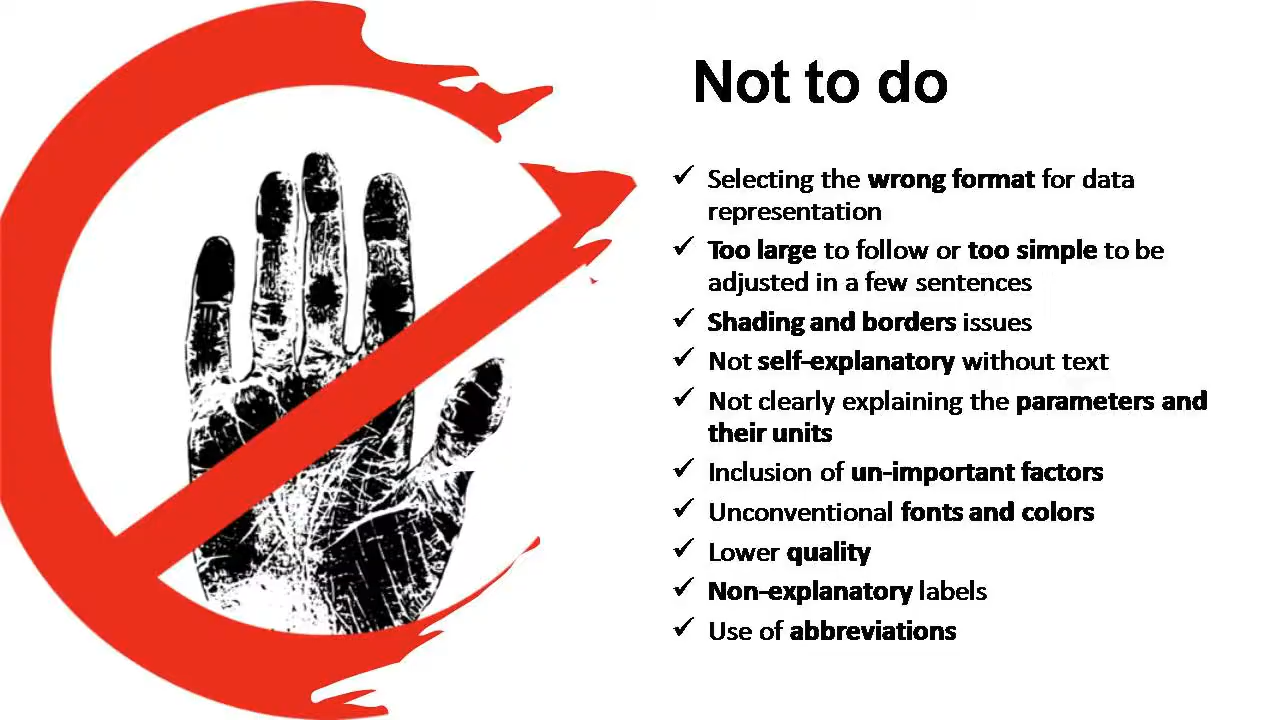 Not to do
✓ Selecting the wrong format for data
representation
✓ Too large to follow or too simple to be
adjusted in a few sentences
✓ Shading and borders issues
✓ Not self-explanatory without text
✓ Not clearly explaining the parameters and
their units
✓ Inclusion of un-important factors
✓ Unconventional fonts and colors
✓ Lower quality
✓ Non-explanatory labels
✓ Use of abbreviations